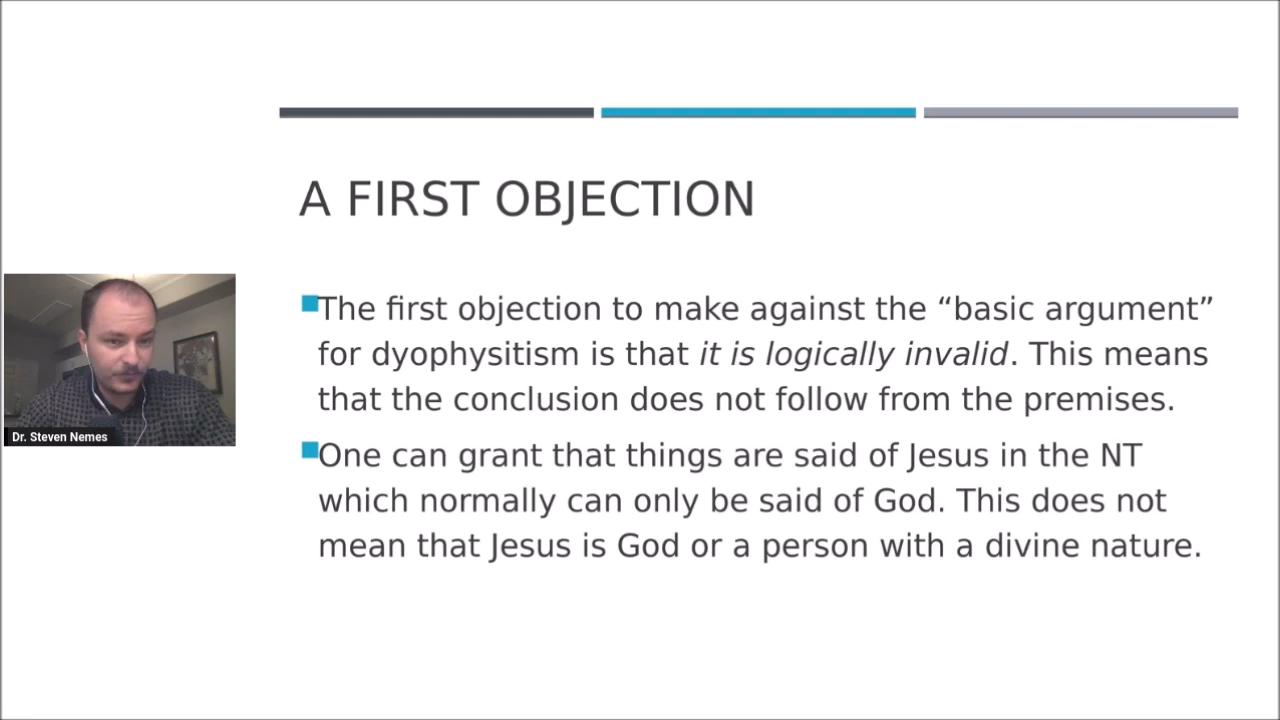 A FIRST OBJECTION
The first objection to make against the “basic argument”
for dyophysitism is that it is logically invalid. This means
that the conclusion does not follow from the premises.
One can grant that things are said of Jesus in the NT
which normally can only be said of God. This does not
mean that Jesus is God or a person with a divine nature.
Dr. Steven Nemes